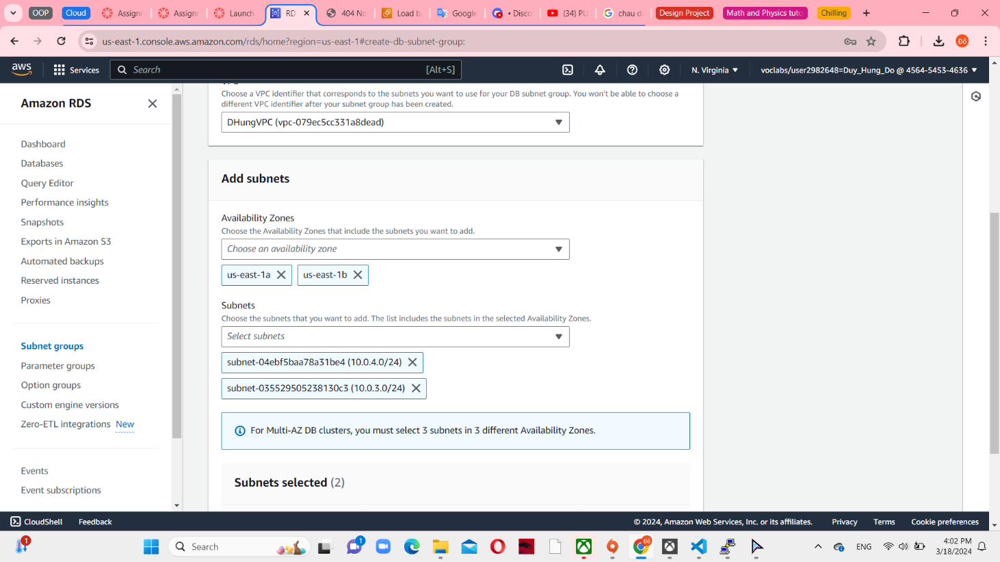 OOP
Cloud
Assignr
Assignr
Launch
RD
404 No
Load b
Google
• Disco
(34) PU
chau d
Design Project
Math and Physics tuto
Chilling
us-east-1.console.aws.amazon.com/rds/home?region=us-east-1#create-db-subnet-group:
Đỗ
aws
Services
Search
[Alt+S]
N. Virginia
voclabs/user2982648=Duy_Hung_Do @ 4564-5453-4636
Amazon RDS
Dashboard
Databases
Query Editor
Performance insights
Snapshots
Exports in Amazon S3
Automated backups
Reserved instances
Proxies
Subnet groups
Parameter groups
Option groups
Custom engine versions
Zero-ETL integrations New
Events
Event subscriptions
VPC
Choose a VPC identifier that corresponds to the subnets you want to use for your DB subnet group. You won't be able to choose a
different VPC identifier after your subnet group has been created.
DHungVPC (vpc-079ec5cc331a8dead)
Add subnets
Availability Zones
Choose the Availability Zones that include the subnets you want to add.
Choose an availability zone
us-east-1a
us-east-1b
Subnets
Choose the subnets that you want to add. The list includes the subnets in the selected Availability Zones.
Select subnets
subnet-04ebf5baa78a31be4 (10.0.4.0/24)
subnet-035529505238130c3 (10.0.3.0/24)
For Multi-AZ DB clusters, you must select 3 subnets in 3 different Availability Zones.
Subnets selected (2)
CloudShell
Feedback
© 2024, Amazon Web Services, Inc. or its affiliates.
Privacy
Terms
Cookie preferences
1
Search
1
Đỗ
ENG
4:02 PM
3/18/2024